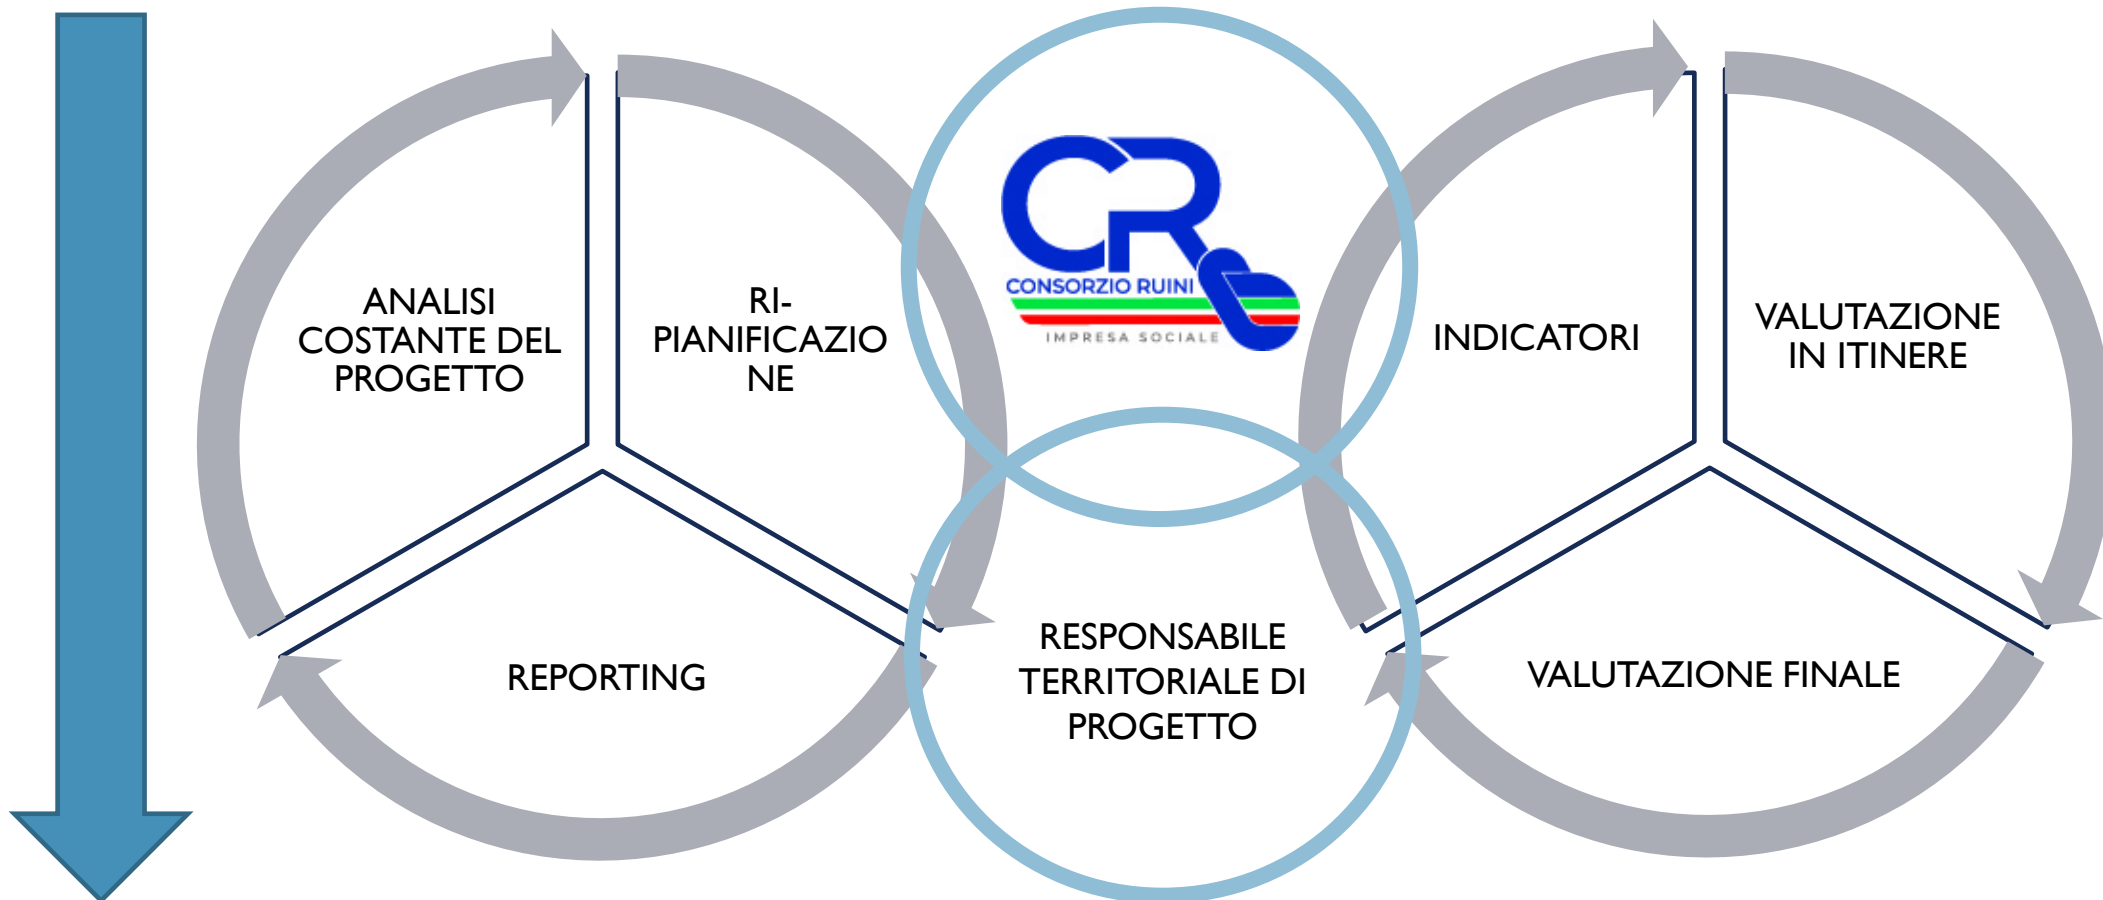 ANALISI
COSTANTE DEL
PROGETTO
RI-
PIANIFICAZIO
NE
REPORTING
CR
CONSORZIO RUINI
IMPRESA SOCIALE
RESPONSABILE
TERRITORIALE DI
PROGETTO
INDICATORI
VALUTAZIONE
IN ITINERE
VALUTAZIONE FINALE